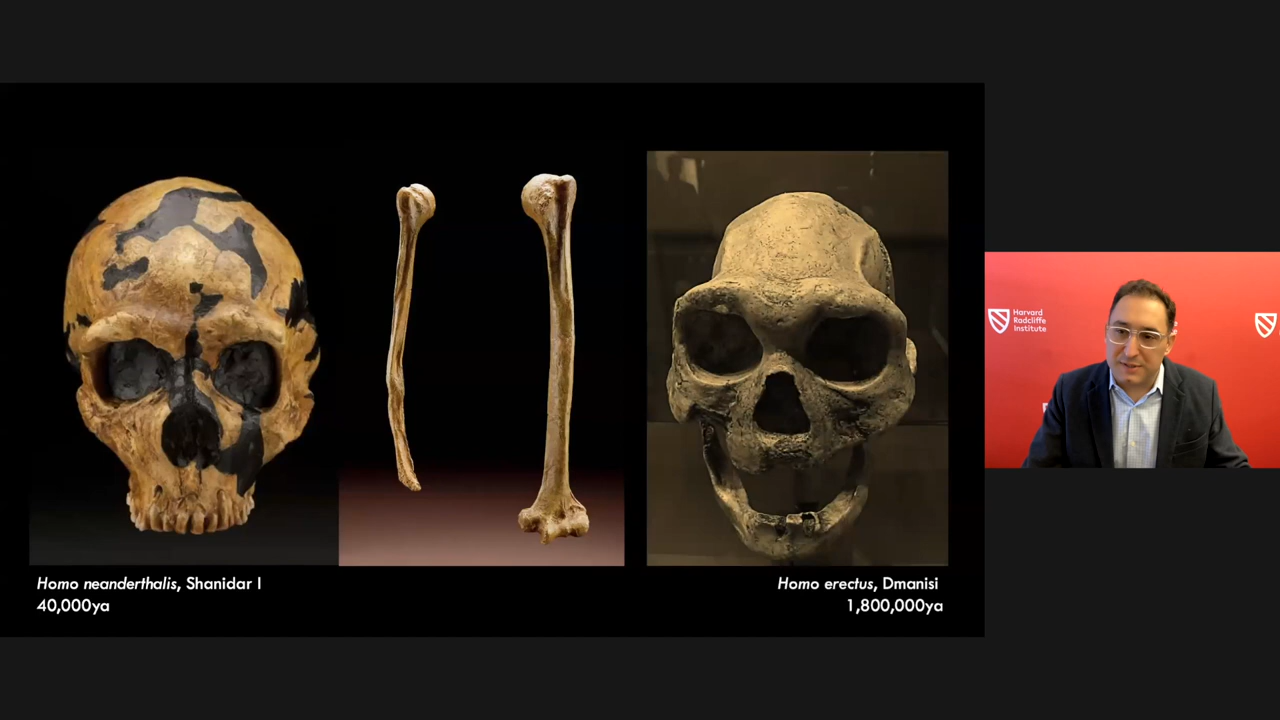 Homo neanderthalis, Shanidar I
40,000ya
Homo erectus, Dmanisi
1,800,000ya
Harvard
Radcliffe
Institute